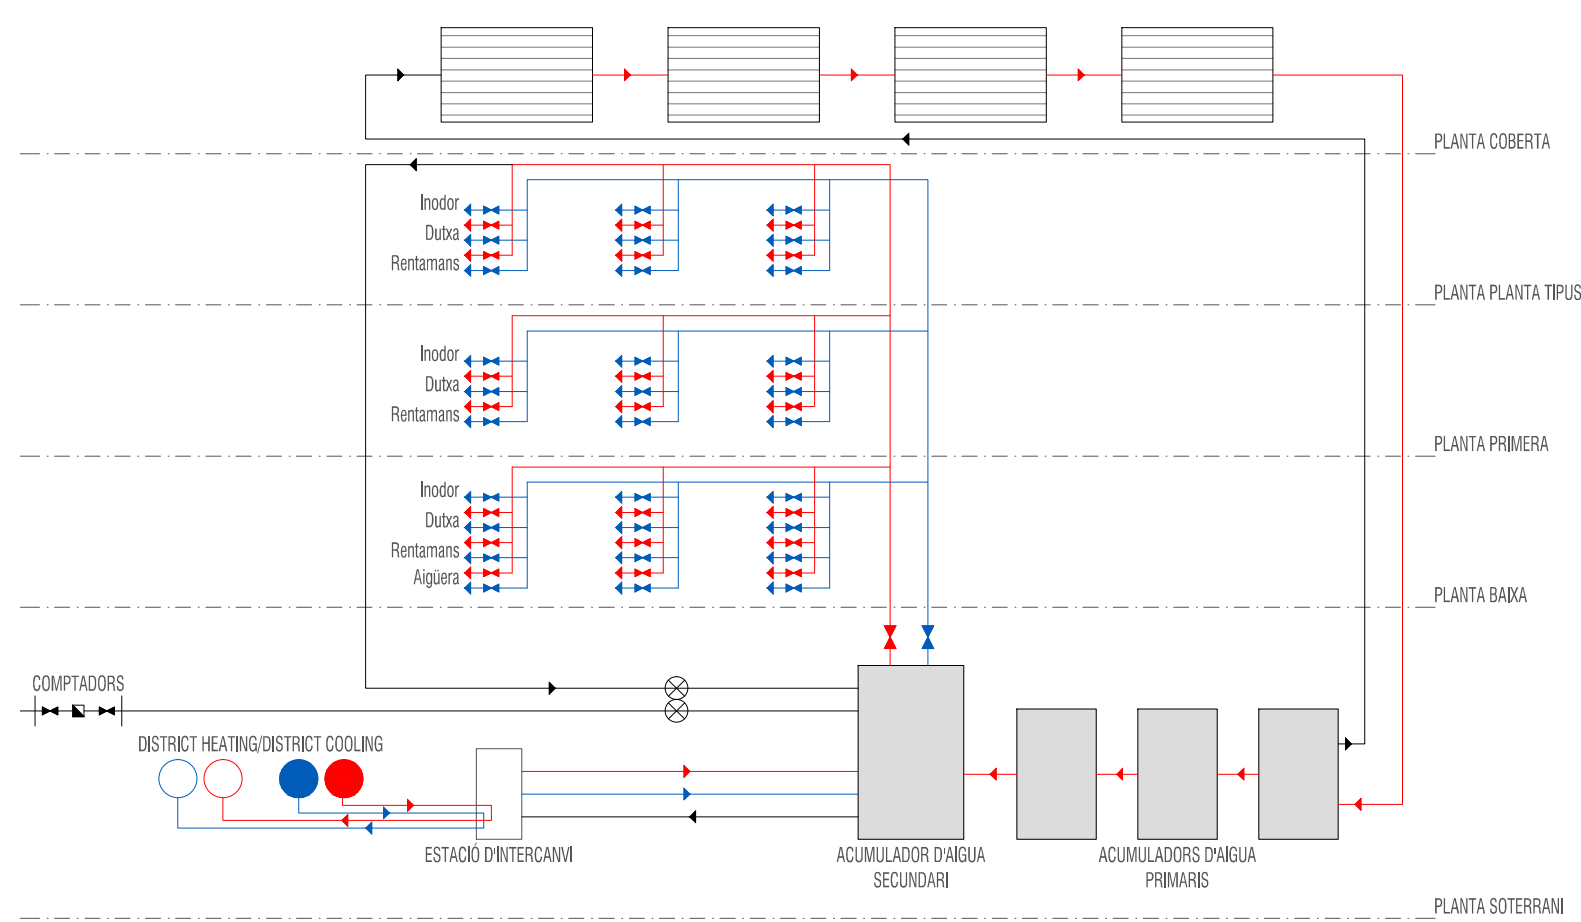 PLANTA COBERTA
Inodor
Dutxa
Rentamans
PLANTA PLANTA TIPUS
Inodor
Dutxa
Rentamans
PLANTA PRIMERA
Inodor
Dutxa
Rentamans
Aigüera
PLANTA BAIXA
COMPTADORS
DISTRICT HEATING/DISTRICT COOLING
ESTACIÓ D'INTERCANVI
ACUMULADOR D'AIGUA
SECUNDARI
ACUMULADORS D'AIGUA
PRIMARIS
PLANTA SOTERRANI